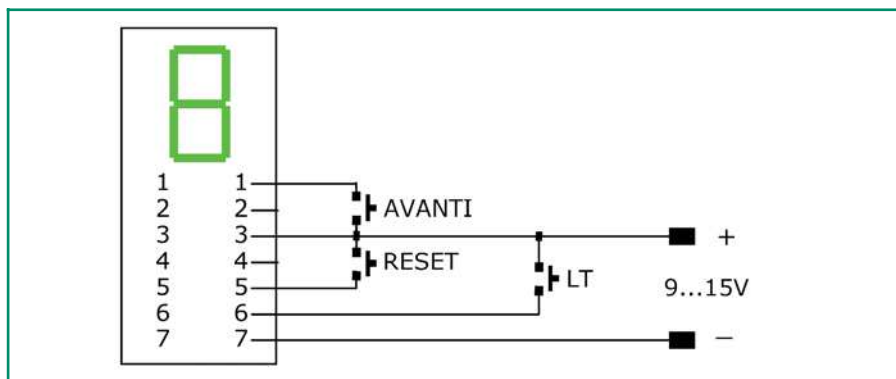 1 1
2 2 AVANTI
3 3 +
4 4 RESET
5 5 LT 9...15V
6 6
7 7 −